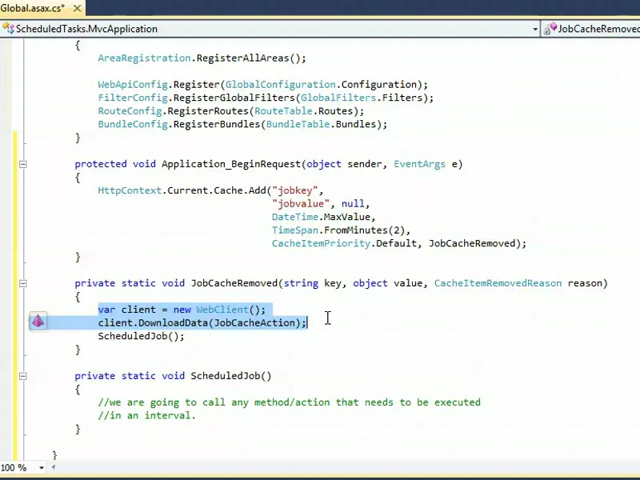 Global.asax.cs*
ScheduledTasks.MvcApplication JobCacheRemoved
{
AreaRegistration.RegisterAllAreas();
WebApiConfig.Register(GlobalConfiguration.Configuration);
FilterConfig.RegisterGlobalFilters(GlobalFilters.Filters);
RouteConfig.RegisterRoutes(RouteTable.Routes);
BundleConfig.RegisterBundles(BundleTable.Bundles);
}
protected void Application_BeginRequest(object sender, EventArgs e)
{
HttpContext.Current.Cache.Add("jobkey",
"jobvalue", null,
DateTime.MaxValue,
TimeSpan.FromMinutes(2),
CacheItemPriority.Default, JobCacheRemoved);
}
private static void JobCacheRemoved(string key, object value, CacheItemRemovedReason reason)
{
var client = new WebClient();
client.DownloadData(JobCacheAction);
ScheduledJob();
}
private static void ScheduledJob()
{
//we are going to call any method/action that needs to be executed
//in an interval.
}
}
100 %